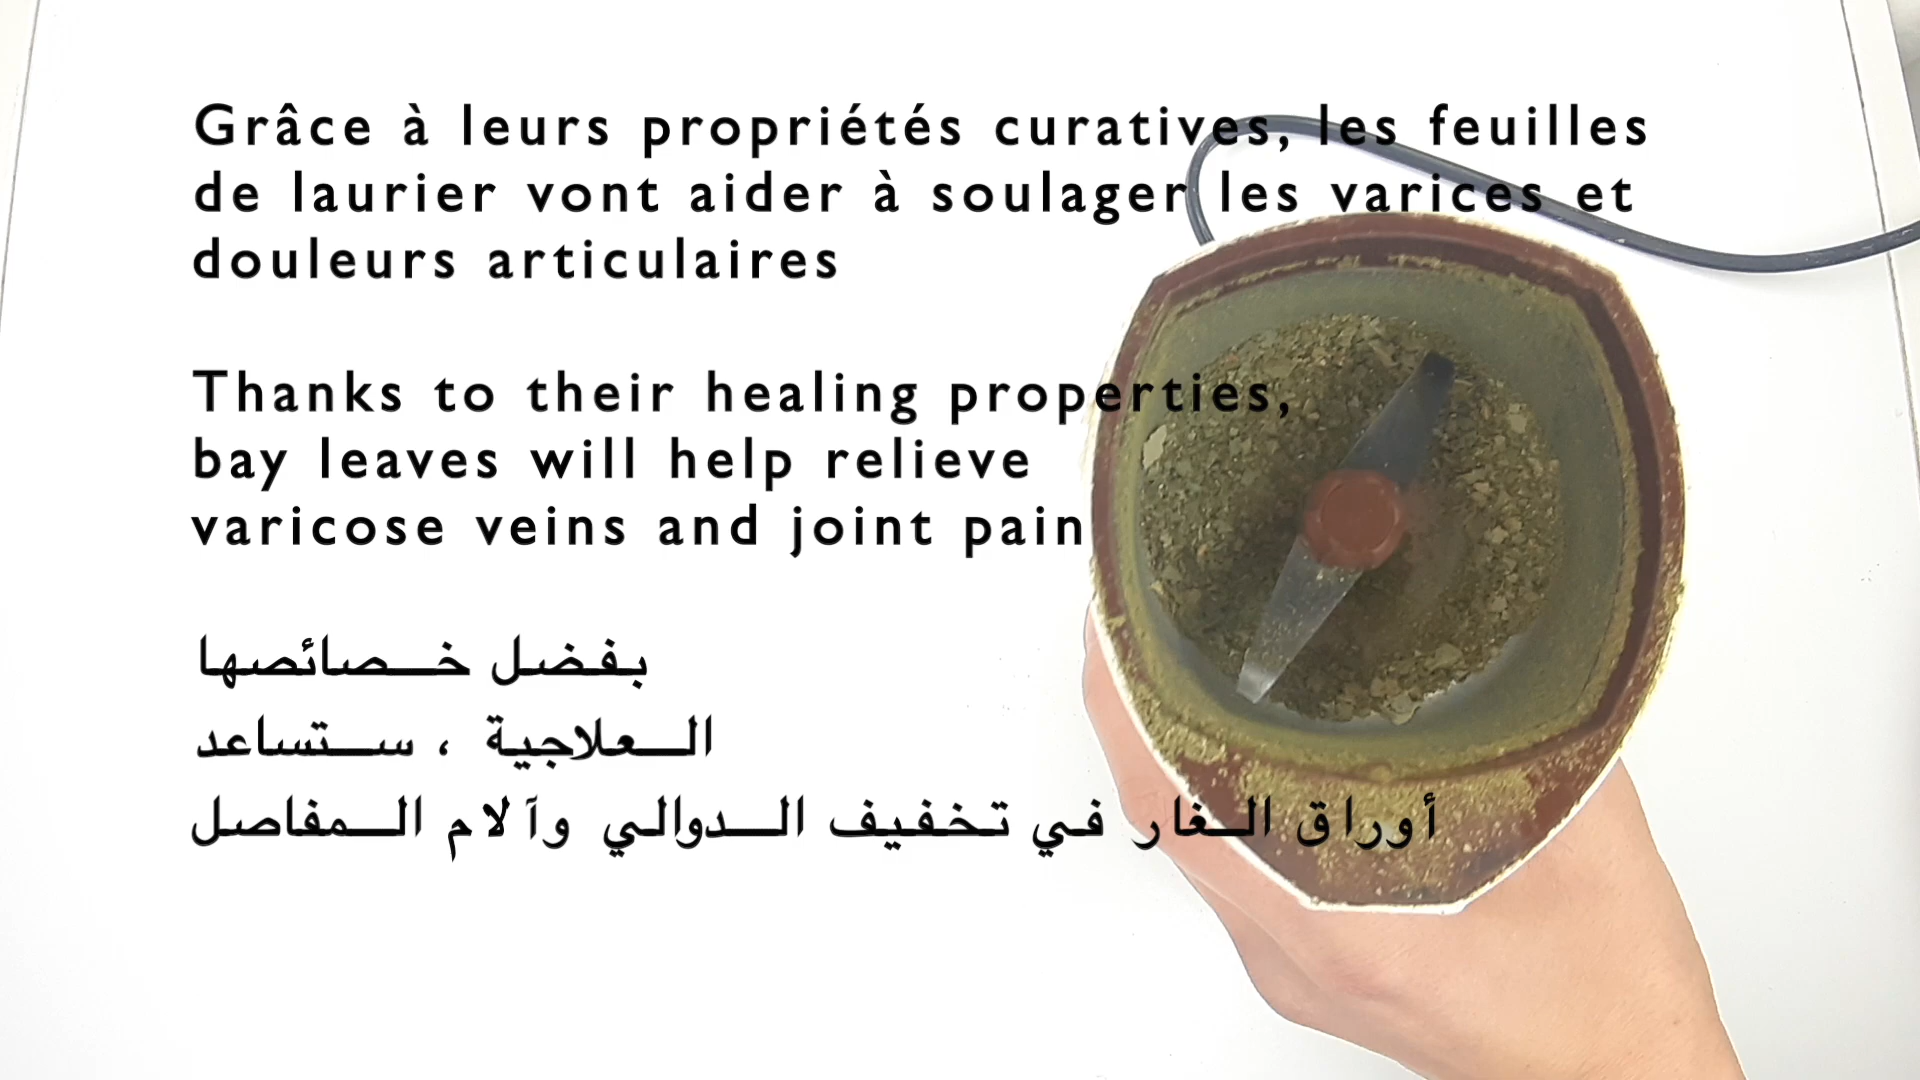 Grâce à leurs propriétés curatives, les feuilles
de laurier vont aider à soulager les varices et
douleurs articulaires
Thanks to their healing properties,
bay leaves will help relieve
varicose veins and joint pain
بفضل خصائصها
العلاجية ، ستساعد
أوراق الغار في تخفيف الدوالي وآلام المفاصل